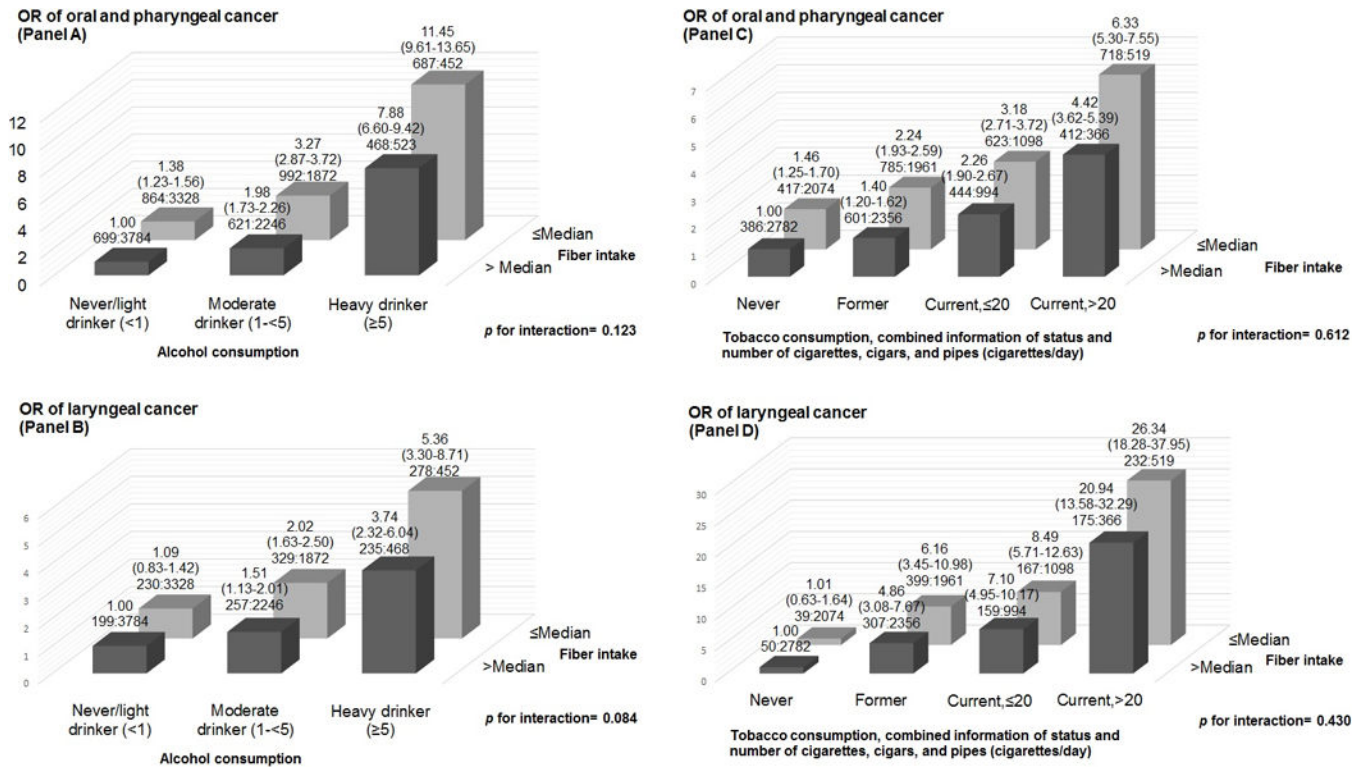 OR of oral and pharyngeal cancer
(Panel A)
11.45
(9.61-13.65)
687:452
7.88
(6.60-9.42)
468:523
3.27
(2.87-3.72)
992:1872
1.98
(1.73-2.26)
621:2246
1.38
(1.23-1.56)
864:3328
1.00
699:3784
12
10
8
6
4
2
0
≤Median
Fiber intake
> Median
Never/light
drinker (<1)
Moderate
drinker (1-<5)
Heavy drinker
(≥5)
p for interaction= 0.123
Alcohol consumption
OR of oral and pharyngeal cancer
(Panel C)
6.33
(5.30-7.55)
718:519
4.42
(3.62-5.39)
412:366
3.18
(2.71-3.72)
623:1098
2.26
(1.90-2.67)
444:994
2.24
(1.93-2.59)
785:1961
1.40
(1.20-1.62)
601:2356
1.46
(1.25-1.70)
417:2074
1.00
386:2782
7
6
5
4
3
2
1
0
≤Median
Fiber intake
>Median
Never
Former
Current,≤20
Current,>20
Tobacco consumption, combined information of status and
number of cigarettes, cigars, and pipes (cigarettes/day)
p for interaction= 0.612
OR of laryngeal cancer
(Panel B)
5.36
(3.30-8.71)
278:452
3.74
(2.32-6.04)
235:468
2.02
(1.63-2.50)
329:1872
1.51
(1.13-2.01)
257:2246
1.09
(0.83-1.42)
230:3328
1.00
199:3784
6
5
4
3
2
1
0
≤Median
Fiber intake
>Median
Never/light
drinker (<1)
Moderate
drinker (1-<5)
Heavy drinker
(≥5)
p for interaction= 0.084
Alcohol consumption
OR of laryngeal cancer
(Panel D)
26.34
(18.28-37.95)
232:519
20.94
(13.58-32.29)
175:366
8.49
(5.71-12.63)
167:1098
7.10
(4.95-10.17)
159:994
6.16
(3.45-10.98)
399:1961
4.86
(3.08-7.67)
307:2356
1.01
(0.63-1.64)
39:2074
1.00
50:2782
30
25
20
15
10
5
0
≤Median
Fiber intake
>Median
Never
Former
Current,≤20
Current,>20
p for interaction= 0.430
Tobacco consumption, combined information of status and
number of cigarettes, cigars, and pipes (cigarettes/day)